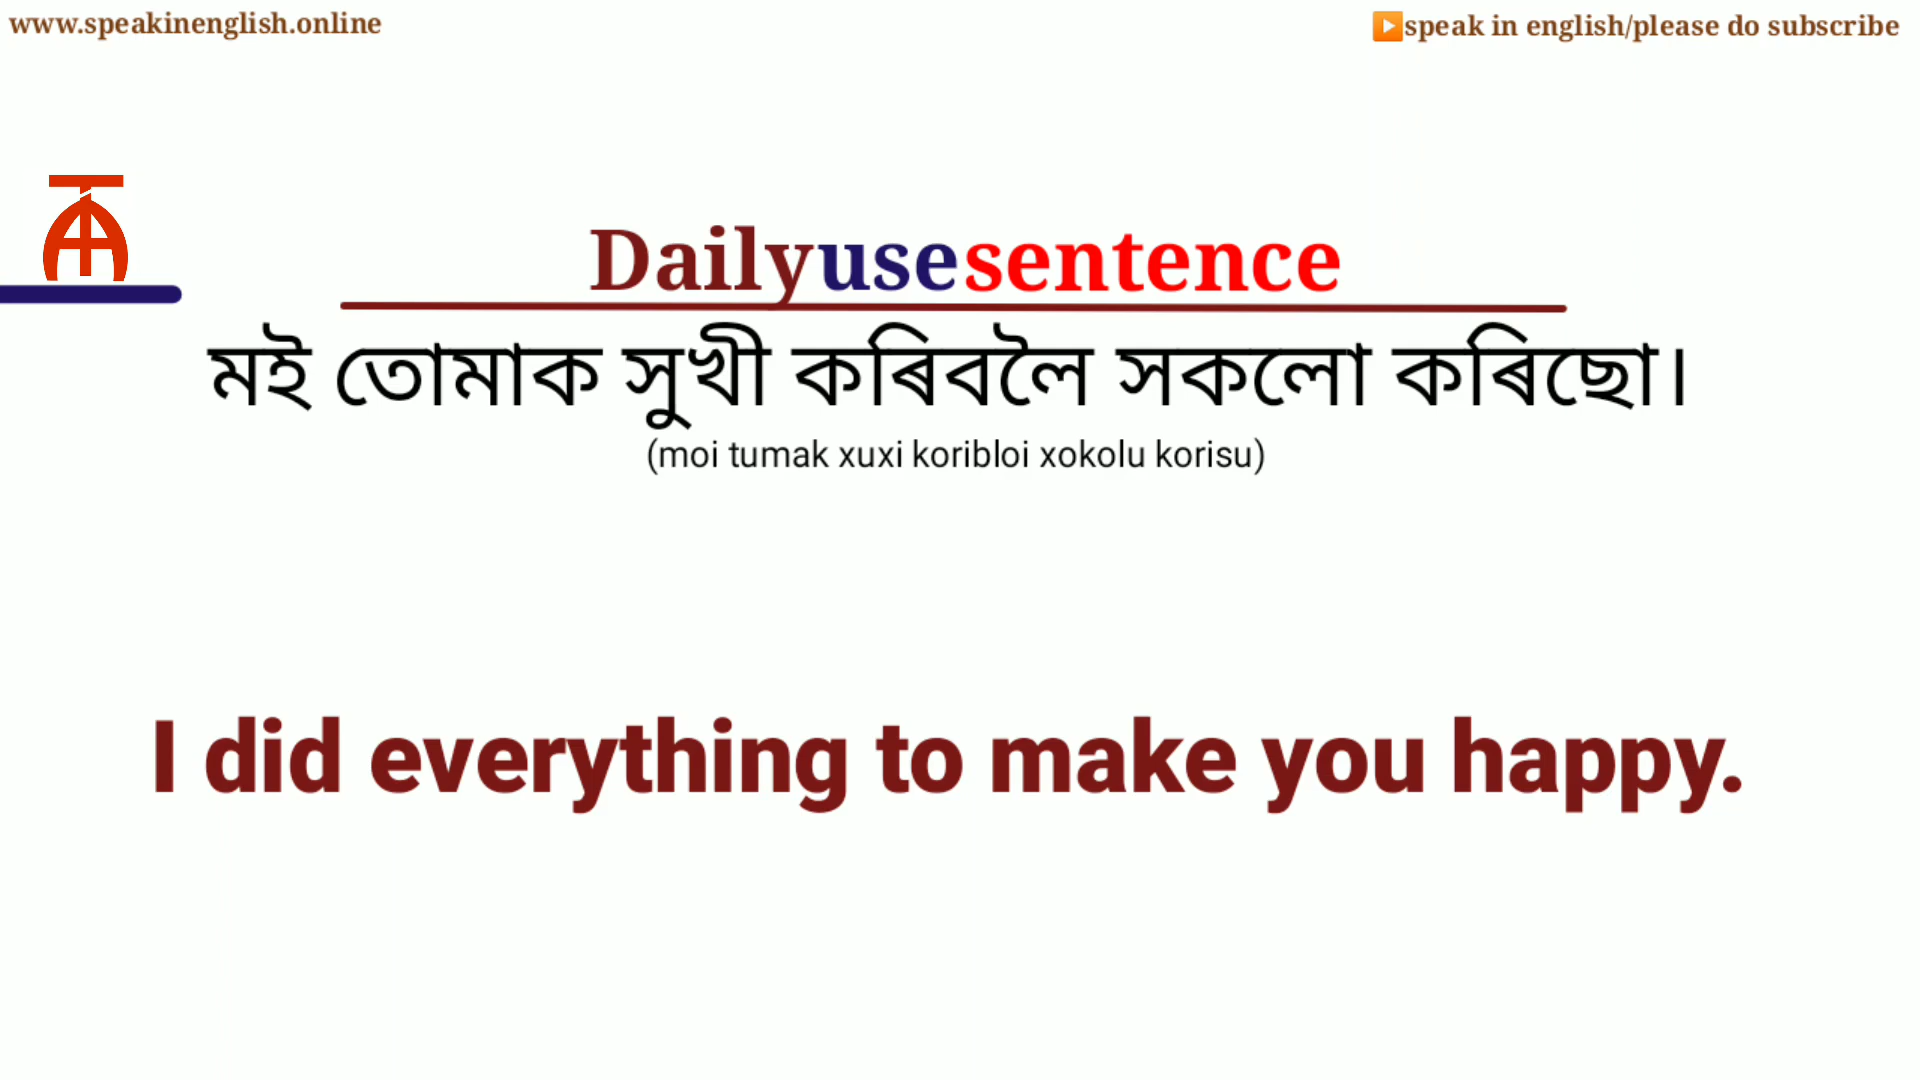 www.speakinenglish.online
▶️speak in english/please do subscribe
Dailyusesentence
মই তোমাক সুখী কৰিবলৈ সকলো কৰিছো।
(moi tumak xuxi koribloi xokolu korisu)
I did everything to make you happy.